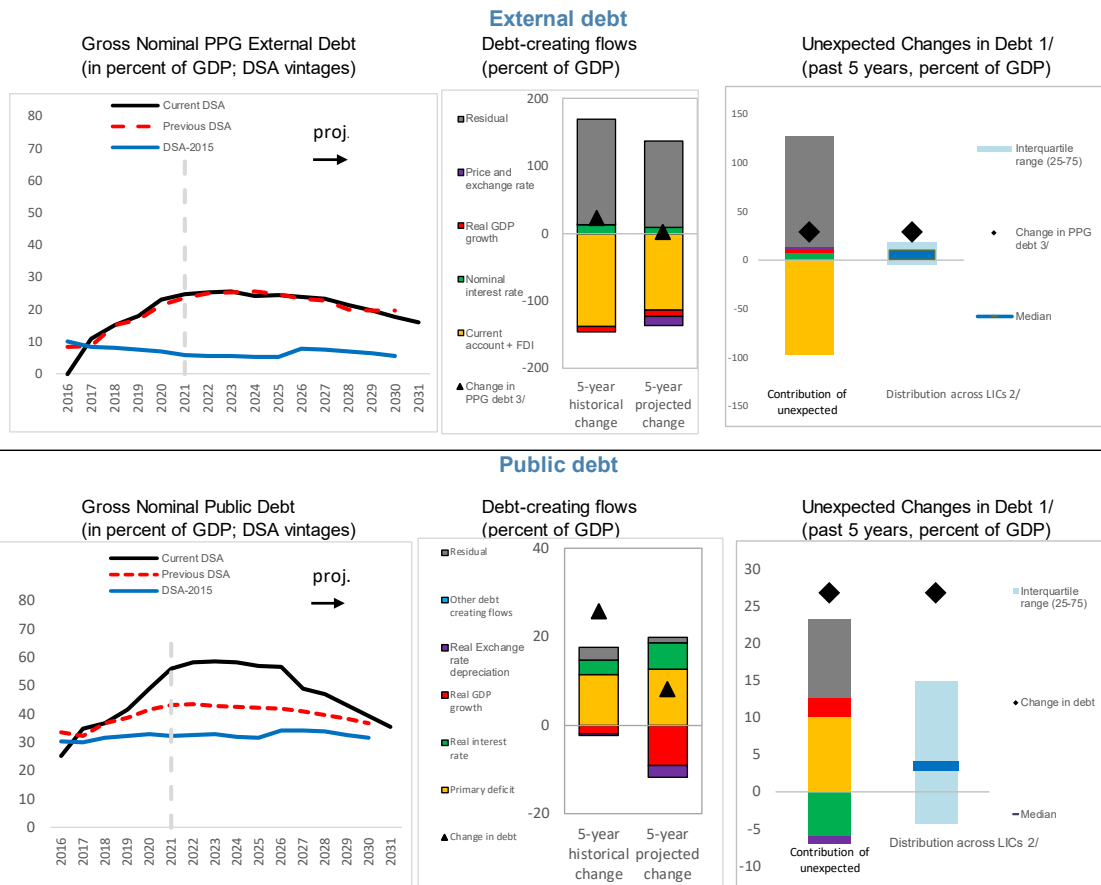 External debt
Gross Nominal PPG External Debt
(in percent of GDP; DSA vintages)
Debt-creating flows
(percent of GDP)
Unexpected Changes in Debt 1/
(past 5 years, percent of GDP)
Current DSA
Previous DSA
DSA-2015
proj.
80
70
60
50
40
30
20
10
0
2016
2017
2018
2019
2020
2021
2022
2023
2024
2025
2026
2027
2028
2029
2030
2031
Residual
Price and
exchange rate
Real GDP
growth
Nominal
interest rate
Current
account + FDI
Change in
PPG debt 3/
200
100
0
-100
-200
5-year
historical
change
5-year
projected
change
150
100
50
0
-50
-100
-150
Contribution of
unexpected
Distribution across LICs 2/
Interquartile
range (25-75)
Change in PPG
debt 3/
Median
Public debt
Gross Nominal Public Debt
(in percent of GDP; DSA vintages)
Debt-creating flows
(percent of GDP)
Unexpected Changes in Debt 1/
(past 5 years, percent of GDP)
Current DSA
Previous DSA
DSA-2015
proj.
80
70
60
50
40
30
20
10
0
2016
2017
2018
2019
2020
2021
2022
2023
2024
2025
2026
2027
2028
2029
2030
2031
Residual
Other debt
creating flows
Real Exchange
rate
depreciation
Real GDP
growth
Real interest
rate
Primary deficit
Change in debt
40
20
0
-20
5-year
historical
change
5-year
projected
change
30
25
20
15
10
5
0
-5
-10
Contribution of
unexpected
Distribution across LICs 2/
Interquartile
range (25-75)
Change in debt
Median